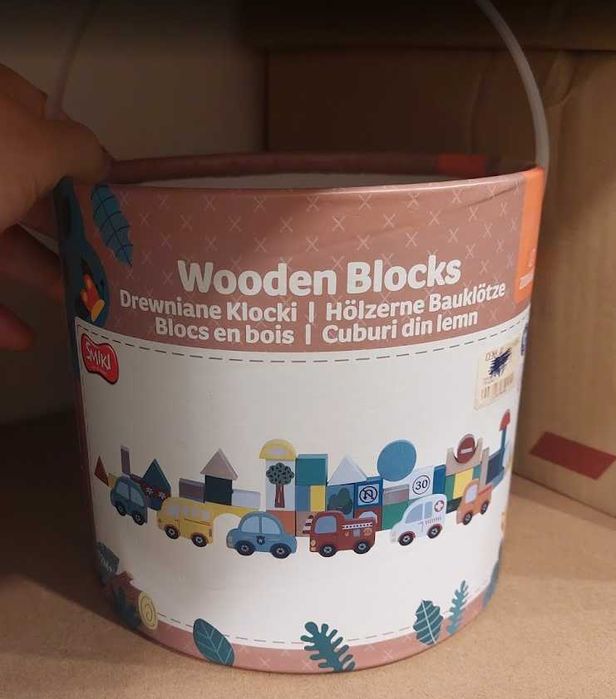 Wooden Blocks
Drewniane Klocki | Hölzerne Bauklötze
Blocs en bois | Cuburi din lemn
SMIKI
30